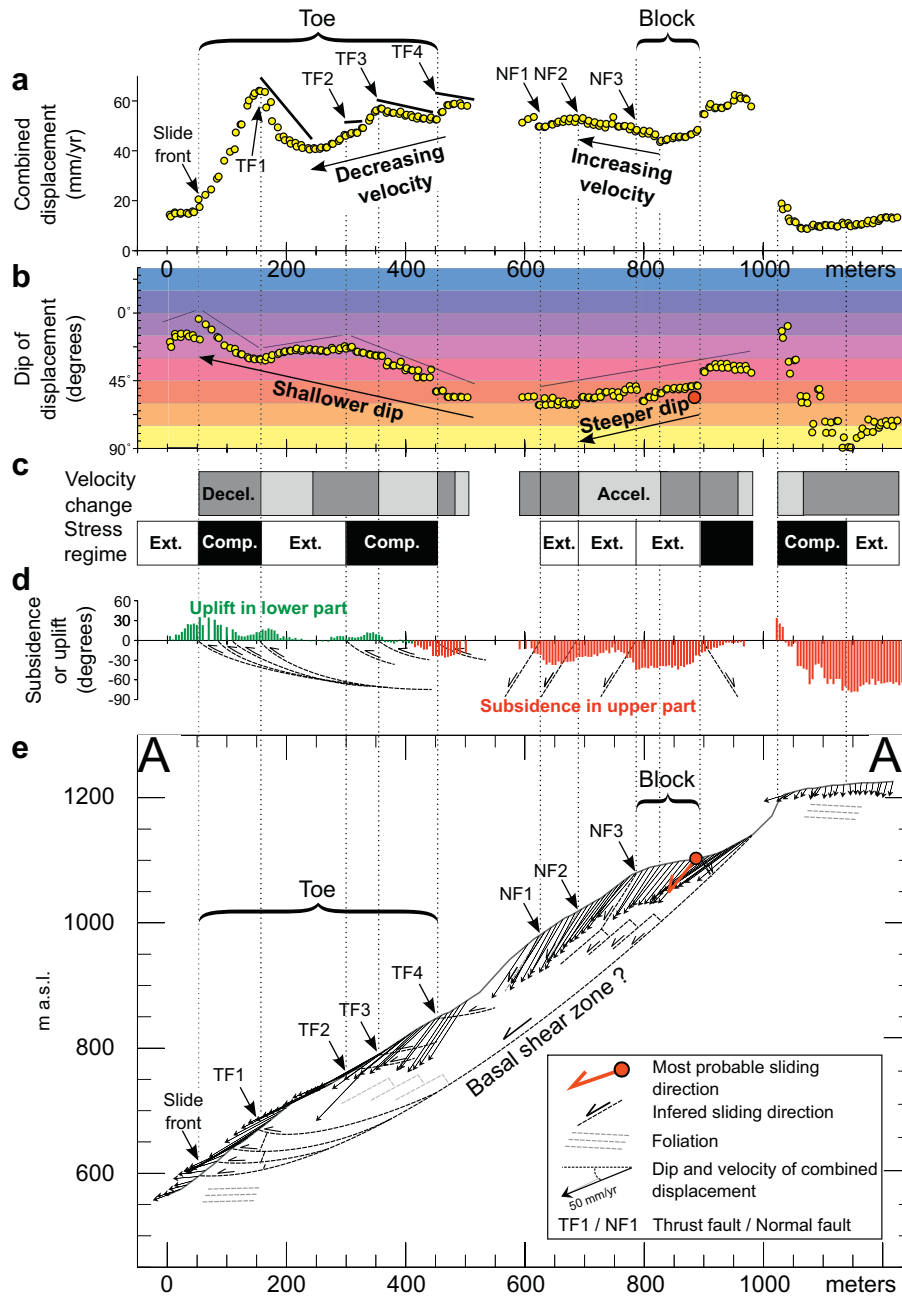 Toe
Block
a
TF4
TF3
TF2
NF1 NF2
NF3
60
40
20
0
Combined
displacement
(mm/yr)
Slide
front
TF1
Decreasing
velocity
Increasing
velocity
0 200 400 600 800 1000 meters
b
0°
45°
90°
Dip of
displacement
(degrees)
Shallower dip
Steeper dip
c
Velocity
change
Decel.
Accel.
Stress
regime
Ext. Comp. Ext. Comp. Ext. Ext. Ext. Comp. Ext.
d
60
30
0
-30
-60
-90
Subsidence
or uplift
(degrees)
Uplift in lower part
Subsidence in upper part
e
A A
1200
1000
800
600
m a.s.l.
Block
NF3
NF2
NF1
Toe
TF4
TF3
TF2
TF1
Slide
front
Basal shear zone ?
Most probable sliding
direction
Infered sliding direction
Foliation
Dip and velocity of combined
displacement
50 mm/yr
TF1 / NF1 Thrust fault / Normal fault
0 200 400 600 800 1000 meters